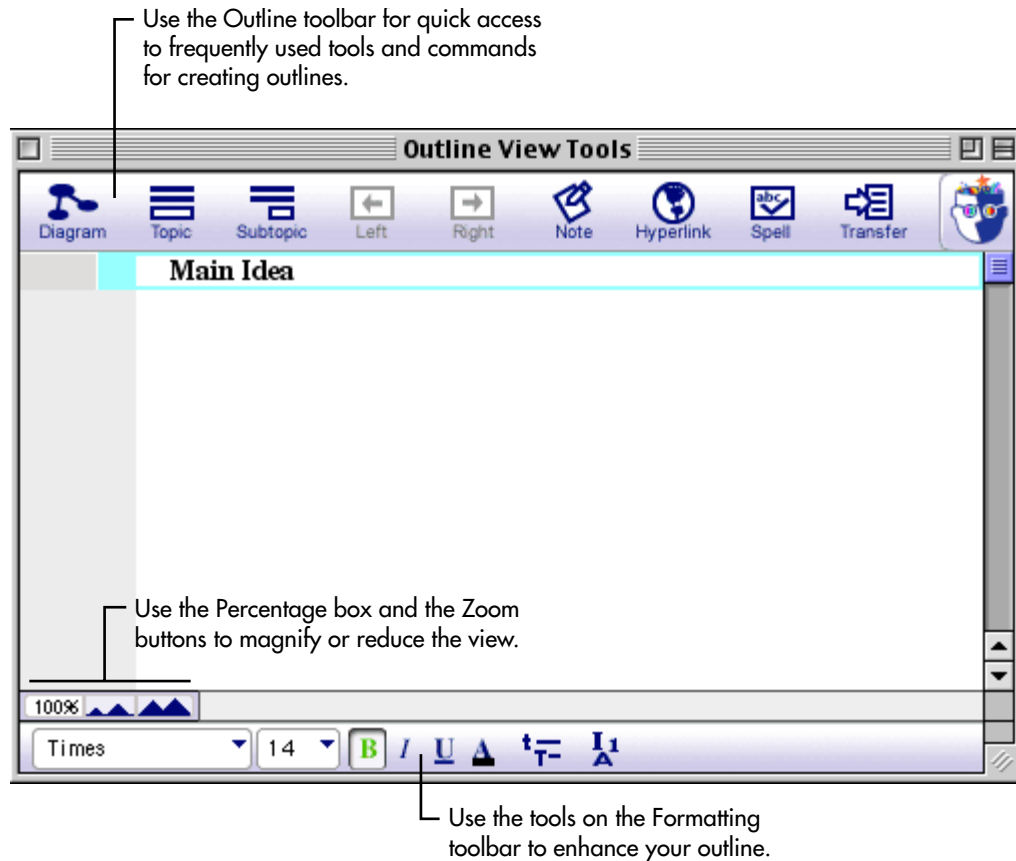 Use the Outline toolbar for quick access
to frequently used tools and commands
for creating outlines.
Outline View Tools
Diagram Topic Subtopic Left Right Note Hyperlink Spell Transfer
abc
Main Idea
Use the Percentage box and the Zoom
buttons to magnify or reduce the view.
100%
Times 14 B I U A t T I 1 A
Use the tools on the Formatting
toolbar to enhance your outline.